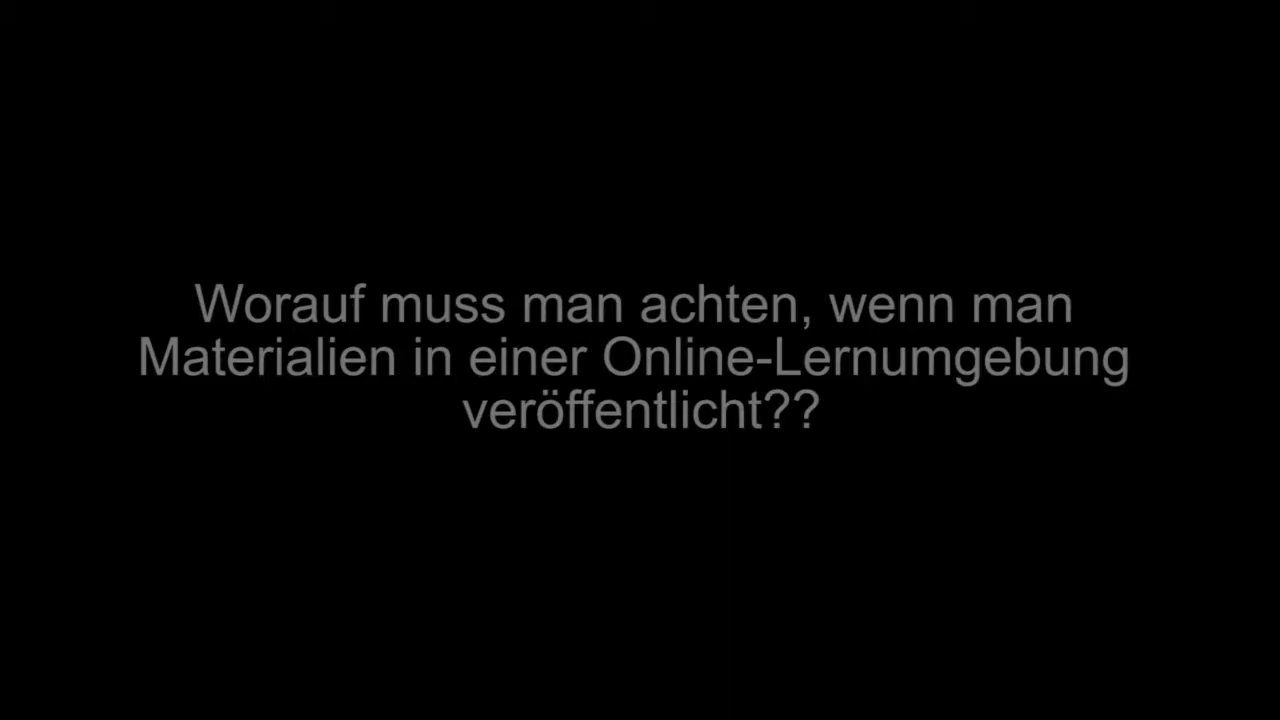 Worauf muss man achten, wenn man
Materialien in einer Online-Lernumgebung
veröffentlicht??